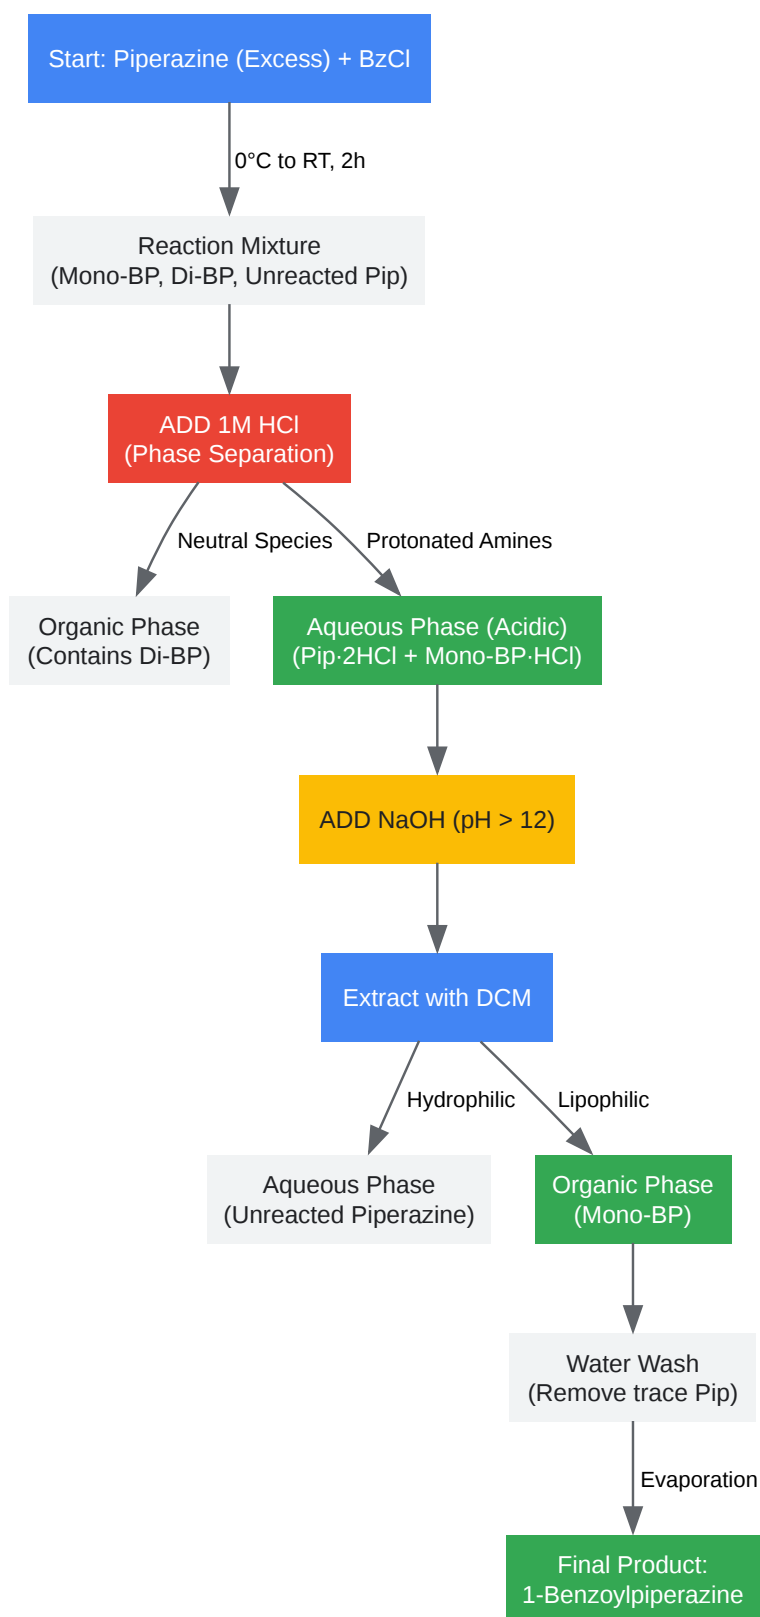 Start: Piperazine (Excess) + BzCl
0°C to RT, 2h
Reaction Mixture
(Mono-BP, Di-BP, Unreacted Pip)
ADD 1M HCl
(Phase Separation)
Neutral Species
Protonated Amines
Organic Phase
(Contains Di-BP)
Aqueous Phase (Acidic)
(Pip·2HCl + Mono-BP·HCl)
ADD NaOH (pH > 12)
Extract with DCM
Hydrophilic
Lipophilic
Aqueous Phase
(Unreacted Piperazine)
Organic Phase
(Mono-BP)
Water Wash
(Remove trace Pip)
Evaporation
Final Product:
1-Benzoylpiperazine